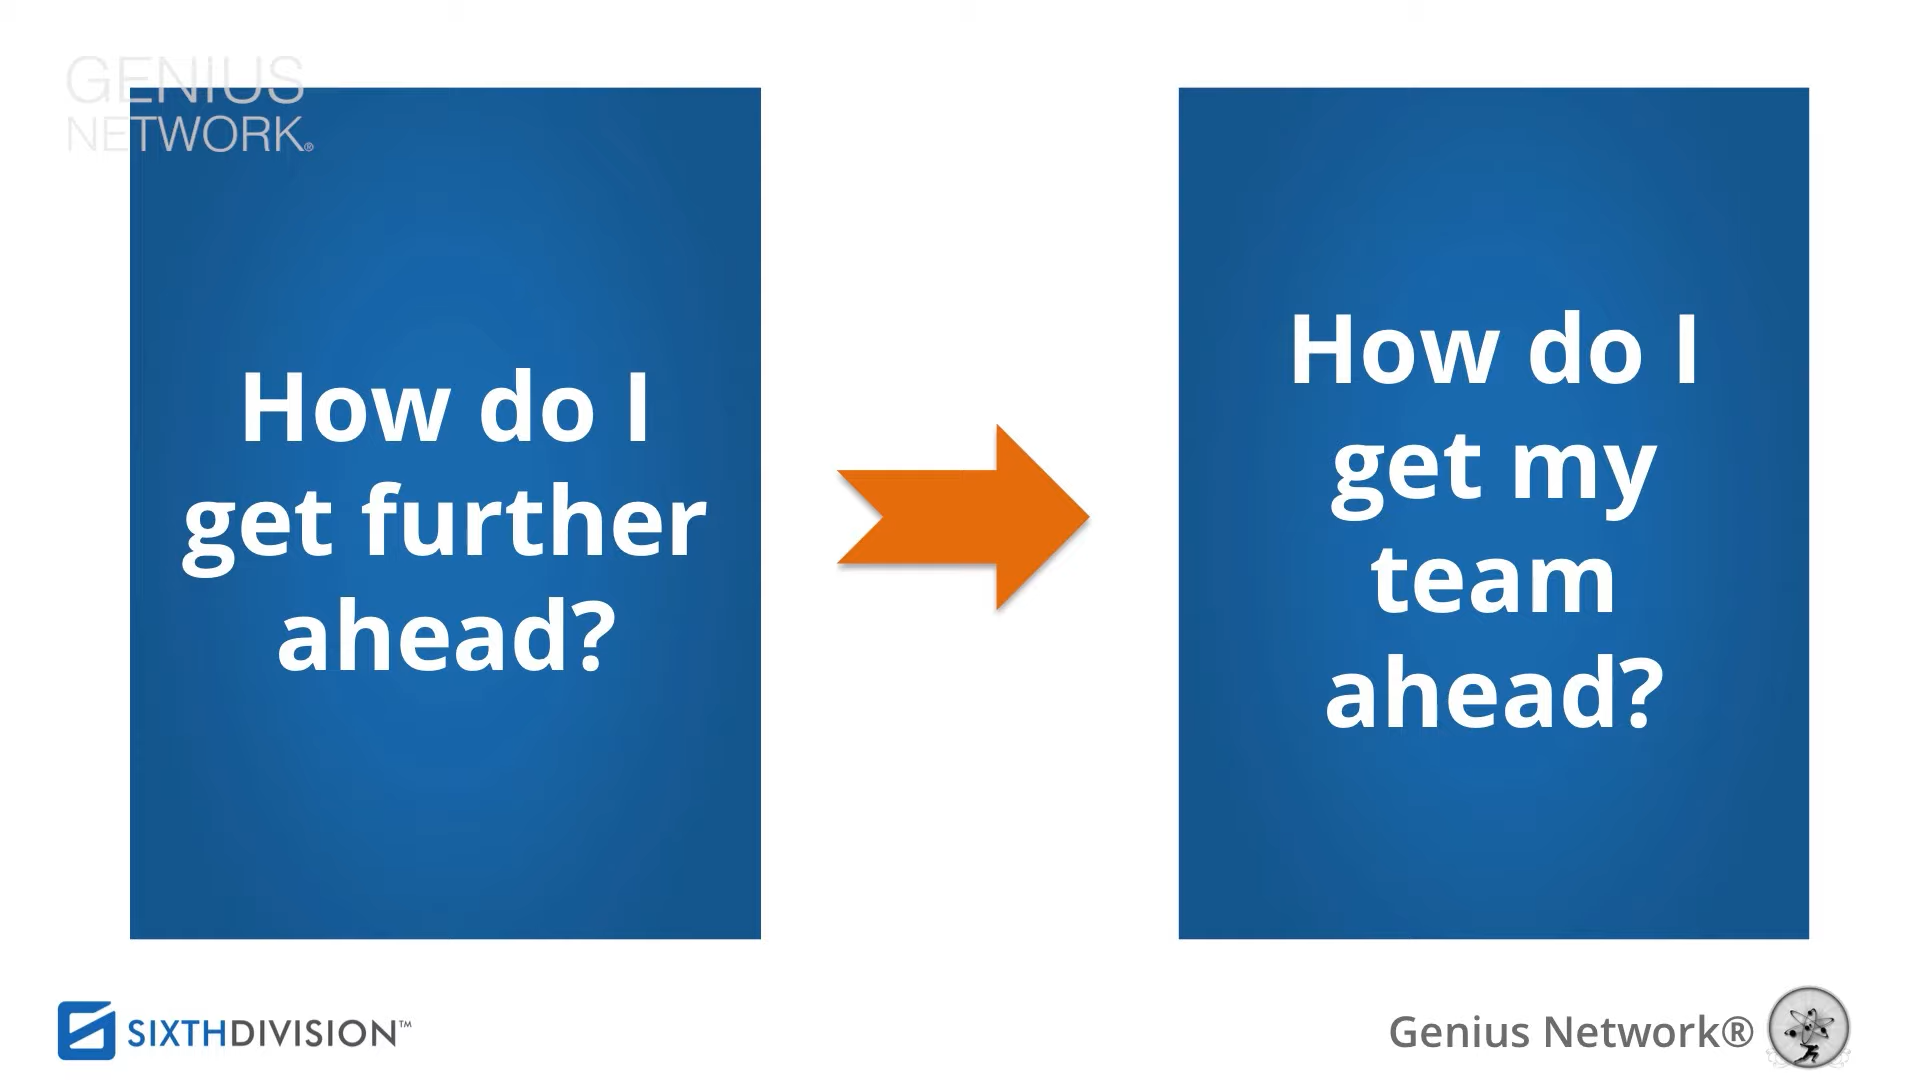 GENIUS
NETWORK®
How do I
get further
ahead?
How do I
get my
team
ahead?
SIXTHDIVISION™
Genius Network®